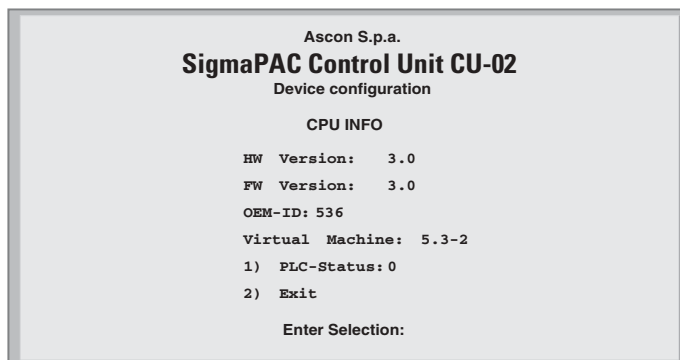 Ascon S.p.a.
SigmaPAC Control Unit CU-02
Device configuration
CPU INFO
HW Version: 3.0
FW Version: 3.0
OEM-ID: 536
Virtual Machine: 5.3-2
1) PLC-Status: 0
2) Exit
Enter Selection: